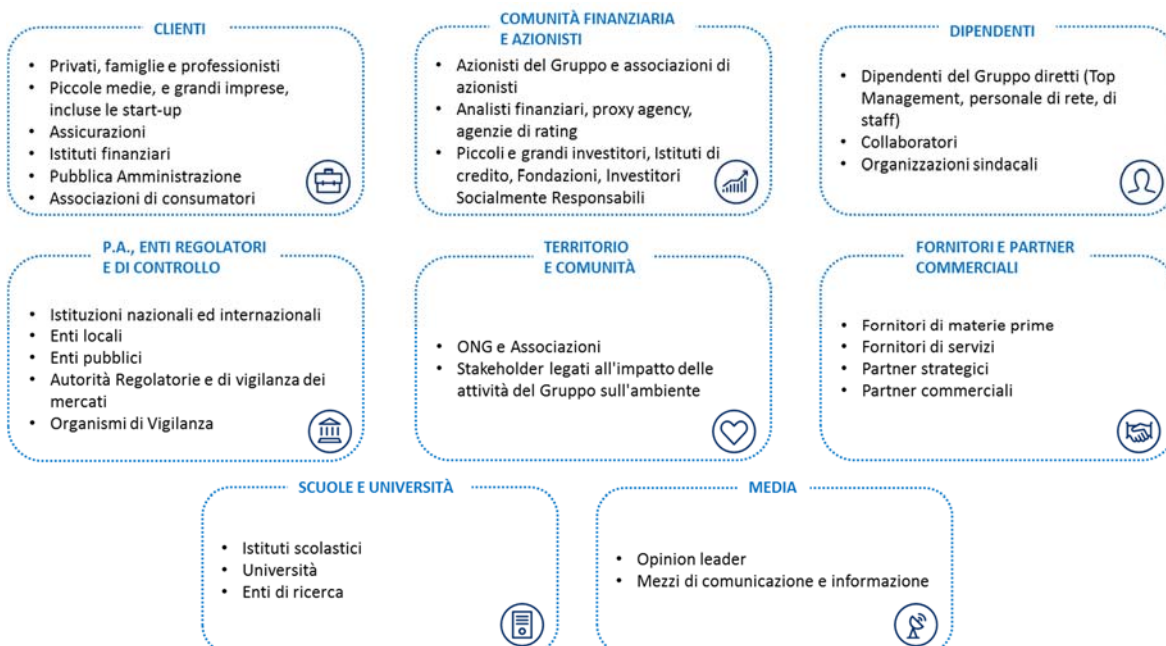 CLIENTI
• Privati, famiglie e professionisti
• Piccole medie, e grandi imprese,
incluse le start-up
• Assicurazioni
• Istituti finanziari
• Pubblica Amministrazione
• Associazioni di consumatori
COMUNITÀ FINANZIARIA
E AZIONISTI
• Azionisti del Gruppo e associazioni di
azionisti
• Analisti finanziari, proxy agency,
agenzie di rating
• Piccoli e grandi investitori, Istituti di
credito, Fondazioni, Investitori
Socialmente Responsabili
DIPENDENTI
• Dipendenti del Gruppo diretti (Top
Management, personale di rete, di
staff)
• Collaboratori
• Organizzazioni sindacali
P.A., ENTI REGOLATORI
E DI CONTROLLO
• Istituzioni nazionali ed internazionali
• Enti locali
• Enti pubblici
• Autorità Regolatorie e di vigilanza dei
mercati
• Organismi di Vigilanza
TERRITORIO
E COMUNITÀ
• ONG e Associazioni
• Stakeholder legati all'impatto delle
attività del Gruppo sull'ambiente
FORNITORI E PARTNER
COMMERCIALI
• Fornitori di materie prime
• Fornitori di servizi
• Partner strategici
• Partner commerciali
SCUOLE E UNIVERSITÀ
• Istituti scolastici
• Università
• Enti di ricerca
MEDIA
• Opinion leader
• Mezzi di comunicazione e informazione